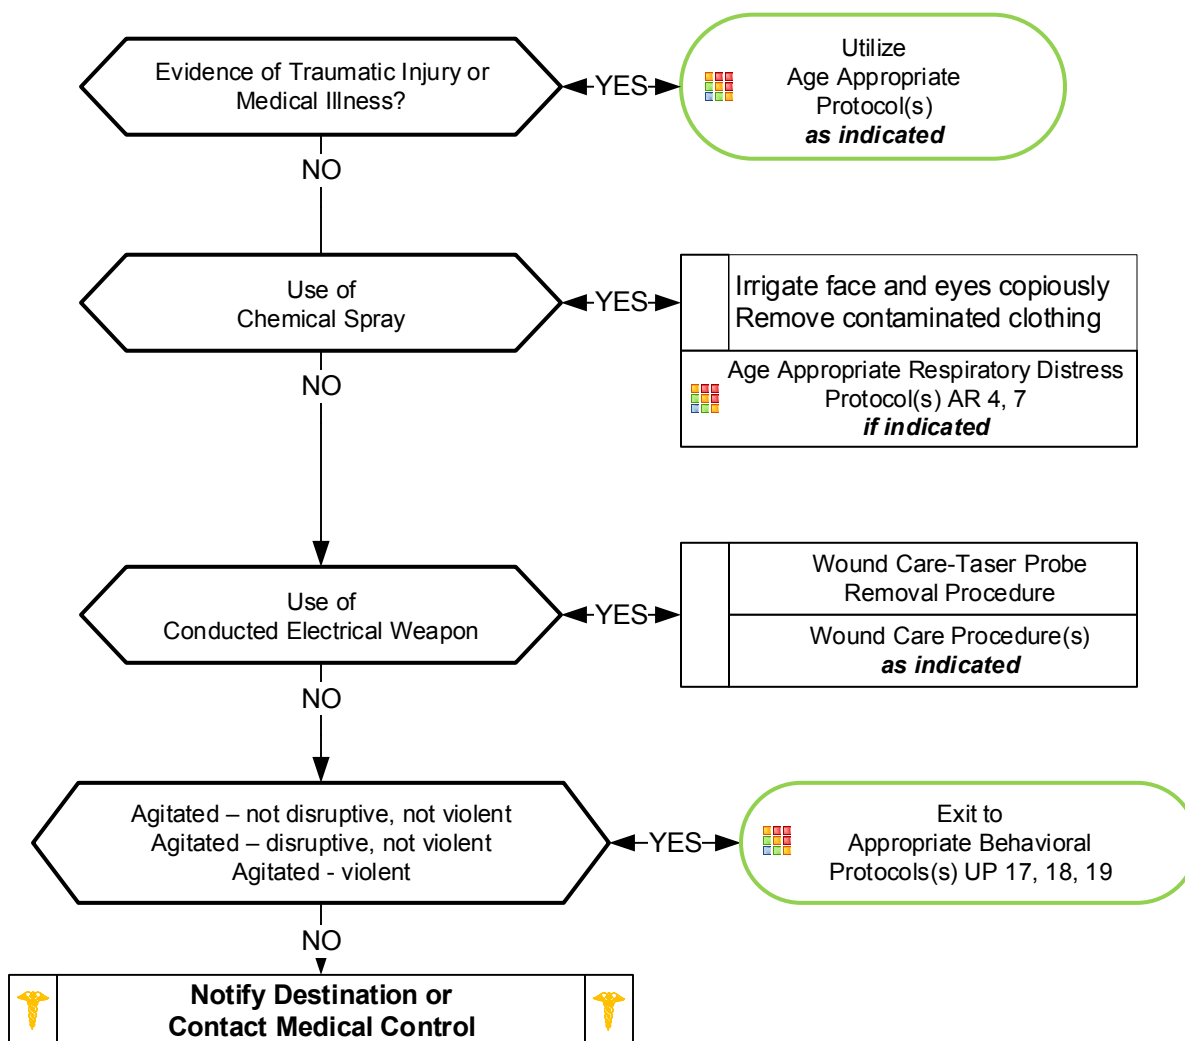 Evidence of Traumatic Injury or
Medical Illness?
YES
Utilize
Age Appropriate
Protocol(s)
as indicated
NO
Use of
Chemical Spray
YES
Irrigate face and eyes copiously
Remove contaminated clothing
Age Appropriate Respiratory Distress
Protocol(s) AR 4, 7
if indicated
NO
Use of
Conducted Electrical Weapon
YES
Wound Care-Taser Probe
Removal Procedure
Wound Care Procedure(s)
as indicated
NO
Agitated – not disruptive, not violent
Agitated – disruptive, not violent
Agitated - violent
YES
Exit to
Appropriate Behavioral
Protocols(s) UP 17, 18, 19
NO
Notify Destination or
Contact Medical Control